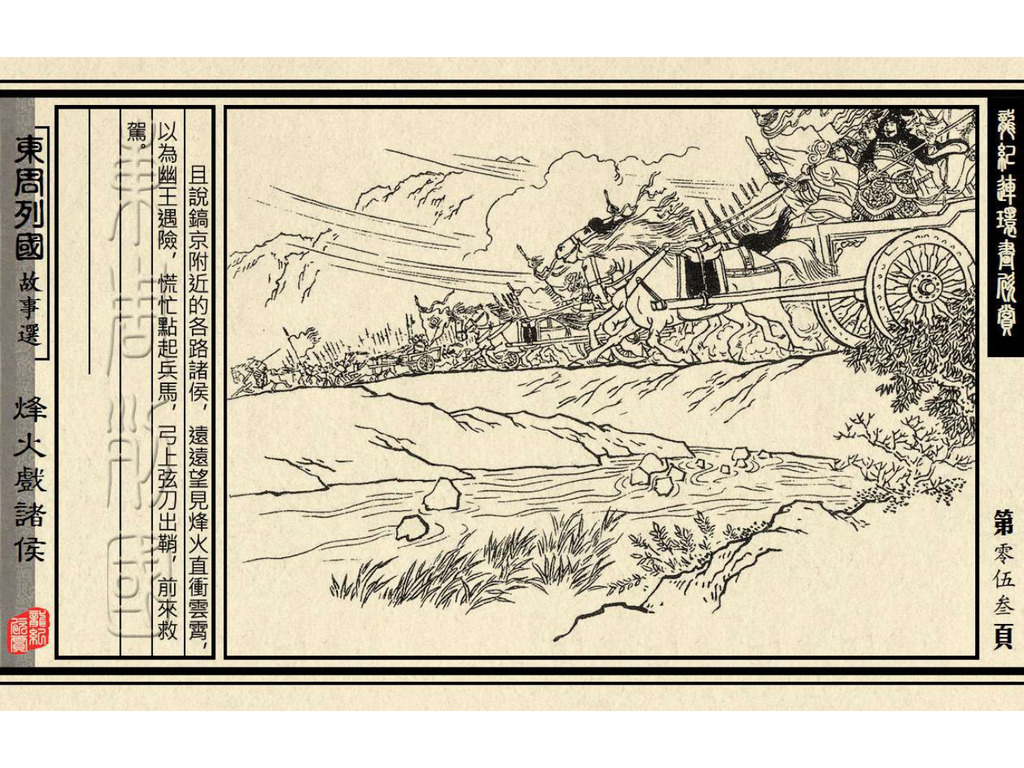 龍紀連環書欣賞
第零伍叁頁
且說鎬京附近的各路諸侯，遠遠望見烽火直衝雲霄，
以為幽王遇險，慌忙點起兵馬，弓上弦刀出鞘，前來救
駕。
東周列國故事選
烽火戲諸侯